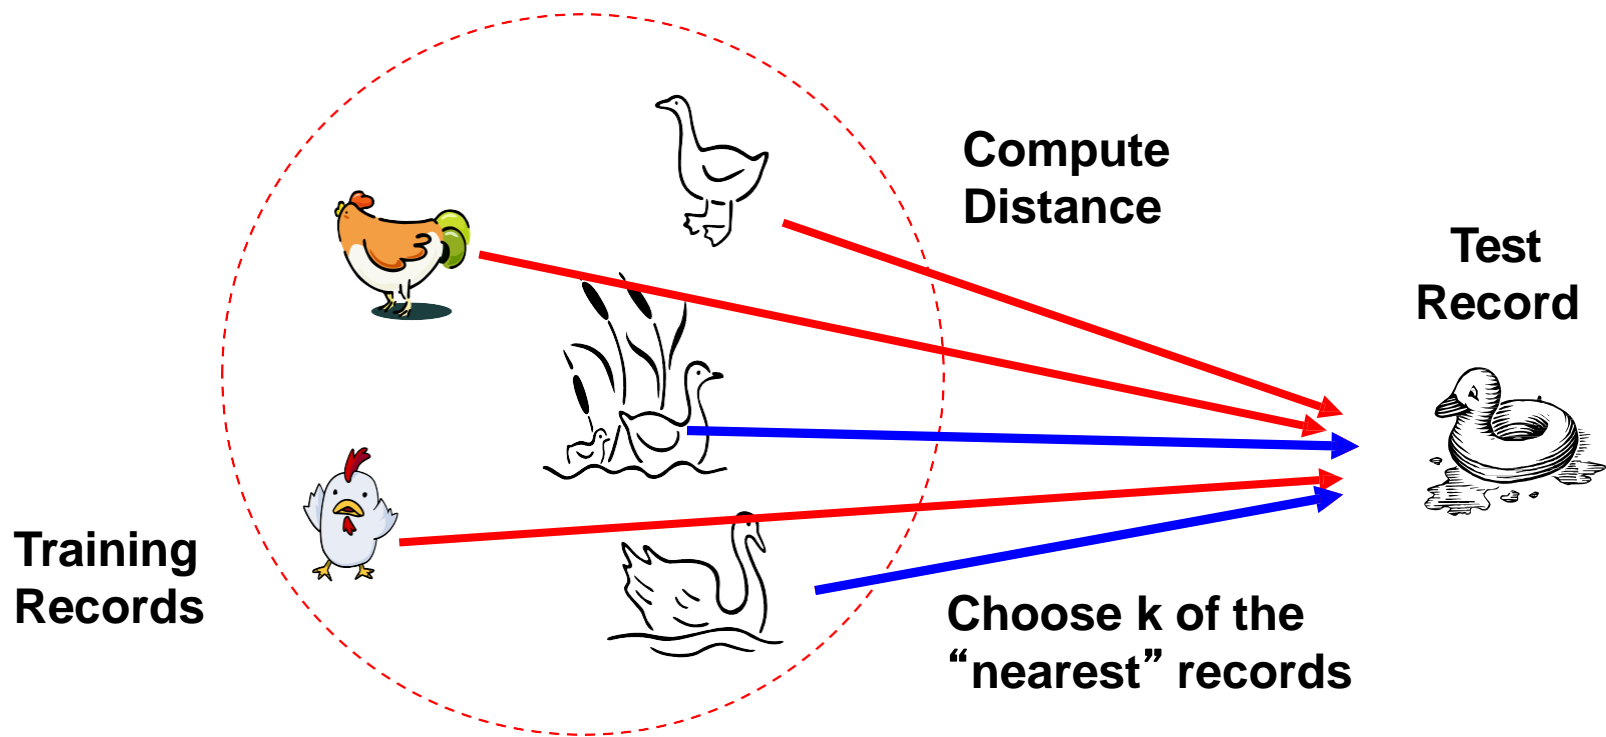 Compute
Distance
Test
Record
Training
Records
Choose k of the
“nearest” records